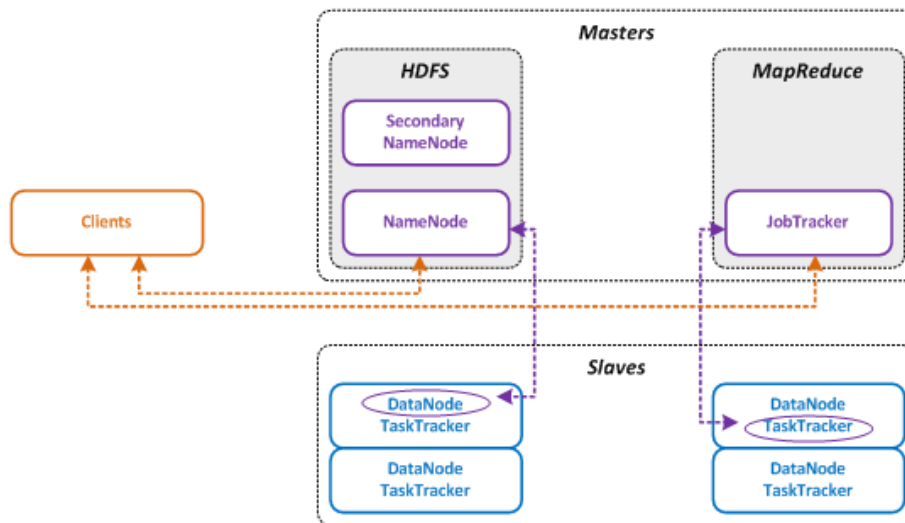 Masters
HDFS
MapReduce
Secondary
NameNode
Clients
NameNode
JobTracker
Slaves
DataNode
TaskTracker
DataNode
TaskTracker
DataNode
TaskTracker
DataNode
TaskTracker